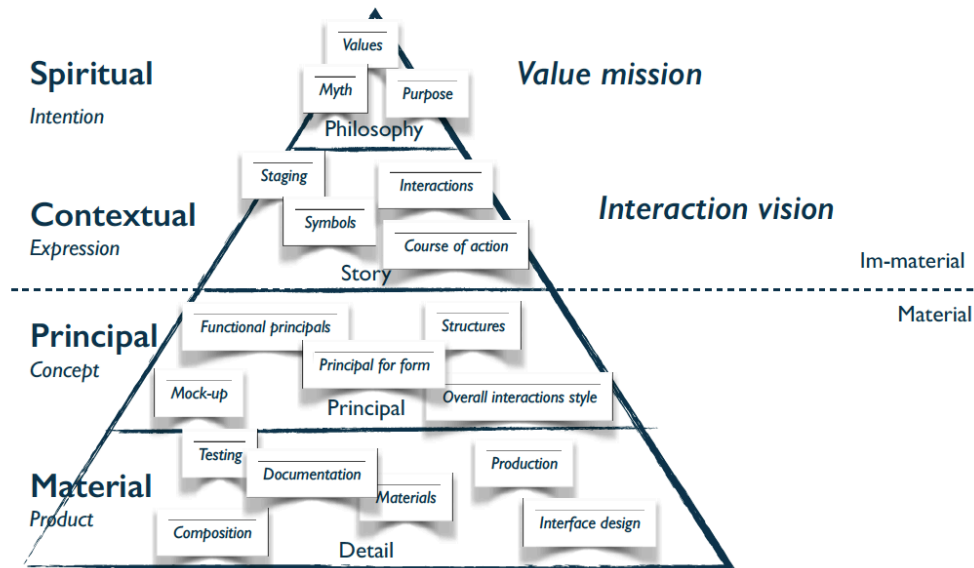 Values
Spiritual
Value mission
Myth
Purpose
Intention
Philosophy
Staging
Interactions
Contextual
Symbols
Interaction vision
Expression
Course of action
Story
Im-material
Material
Functional principals
Structures
Principal
Concept
Principal for form
Mock-up
Overall interactions style
Principal
Testing
Documentation
Production
Material
Materials
Product
Composition
Interface design
Detail